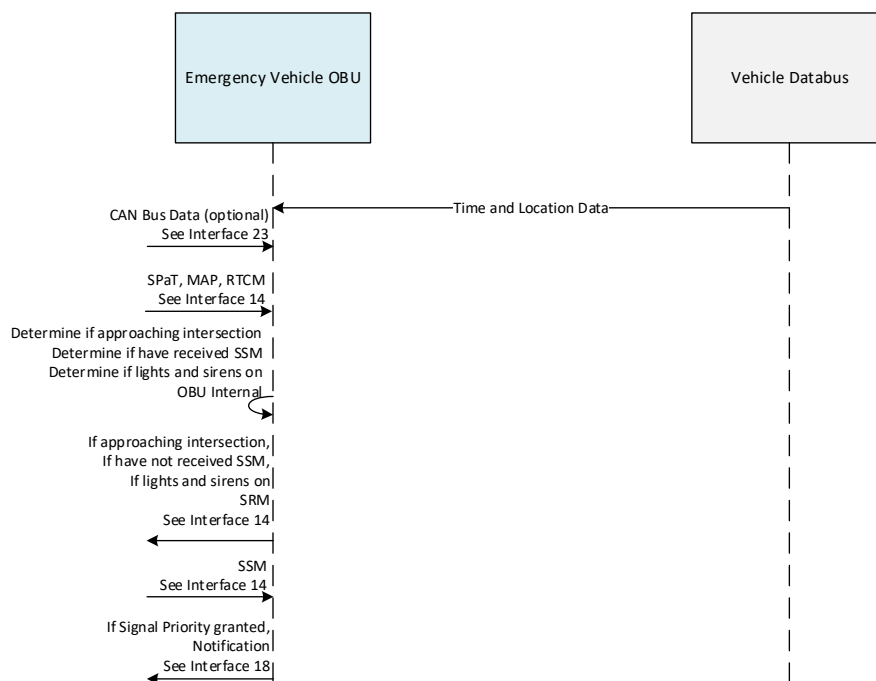 Emergency Vehicle OBU
Vehicle Databus
Time and Location Data
CAN Bus Data (optional)
See Interface 23
SPaT, MAP, RTCM
See Interface 14
Determine if approaching intersection
Determine if have received SSM
Determine if lights and sirens on
OBU Internal
If approaching intersection,
If have not received SSM,
If lights and sirens on
SRM
See Interface 14
SSM
See Interface 14
If Signal Priority granted,
Notification
See Interface 18